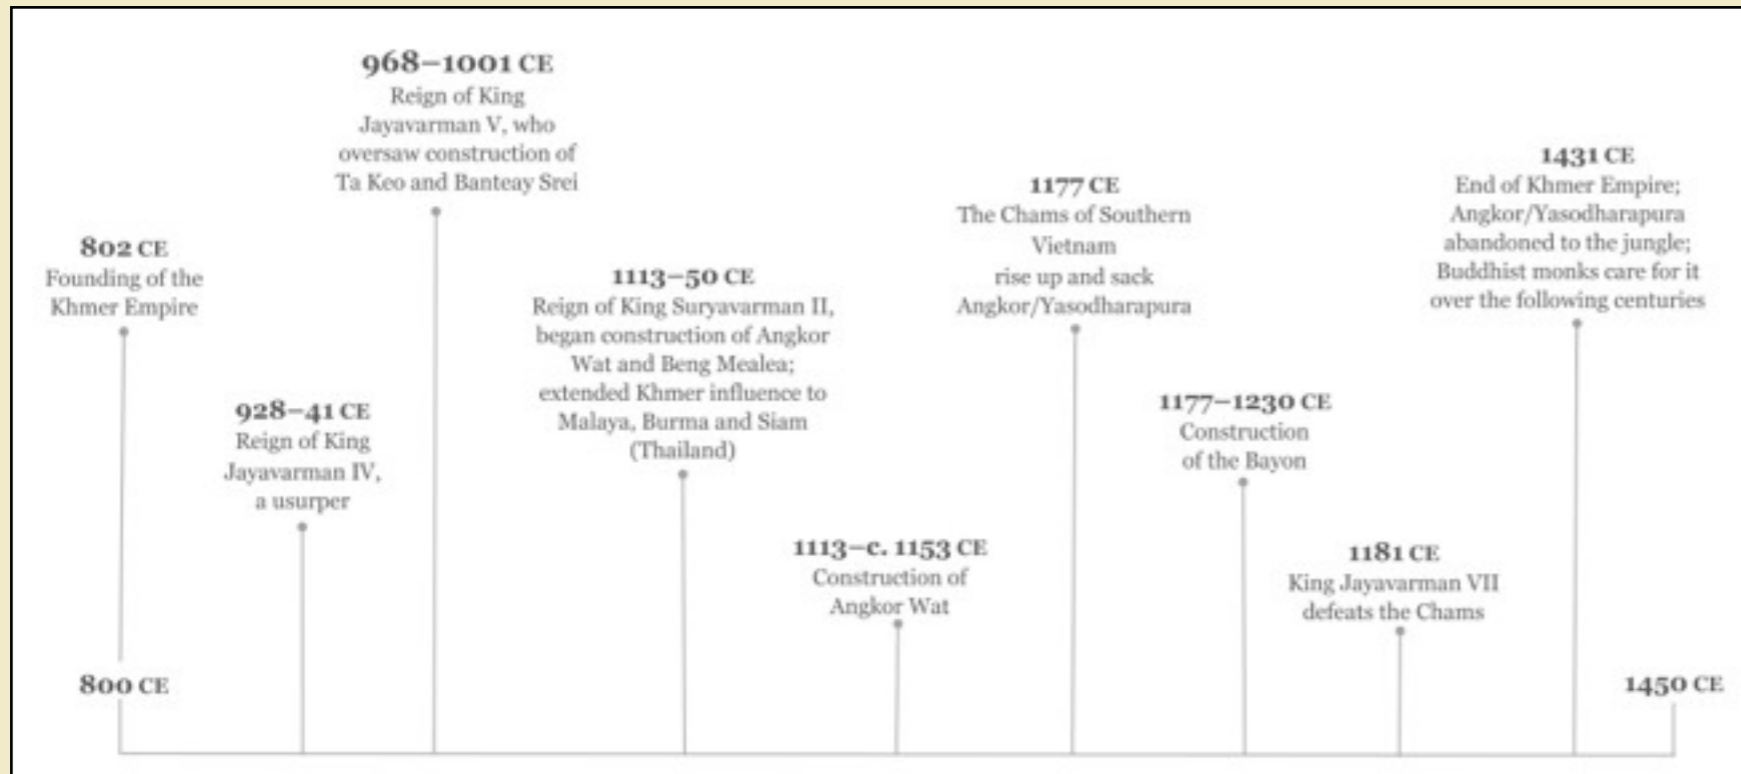 802 CE
Founding of the
Khmer Empire
928–41 CE
Reign of King
Jayavarman IV,
a usurper
968–1001 CE
Reign of King
Jayavarman V, who
oversaw construction of
Ta Keo and Banteay Srei
1113–50 CE
Reign of King Suryavarman II,
began construction of Angkor
Wat and Beng Mealea;
extended Khmer influence to
Malaya, Burma and Siam
(Thailand)
1113–c. 1153 CE
Construction of
Angkor Wat
1177 CE
The Chams of Southern
Vietnam
rise up and sack
Angkor/Yasodharapura
1177–1230 CE
Construction
of the Bayon
1181 CE
King Jayavarman VII
defeats the Chams
1431 CE
End of Khmer Empire;
Angkor/Yasodharapura
abandoned to the jungle;
Buddhist monks care for it
over the following centuries
800 CE
1450 CE